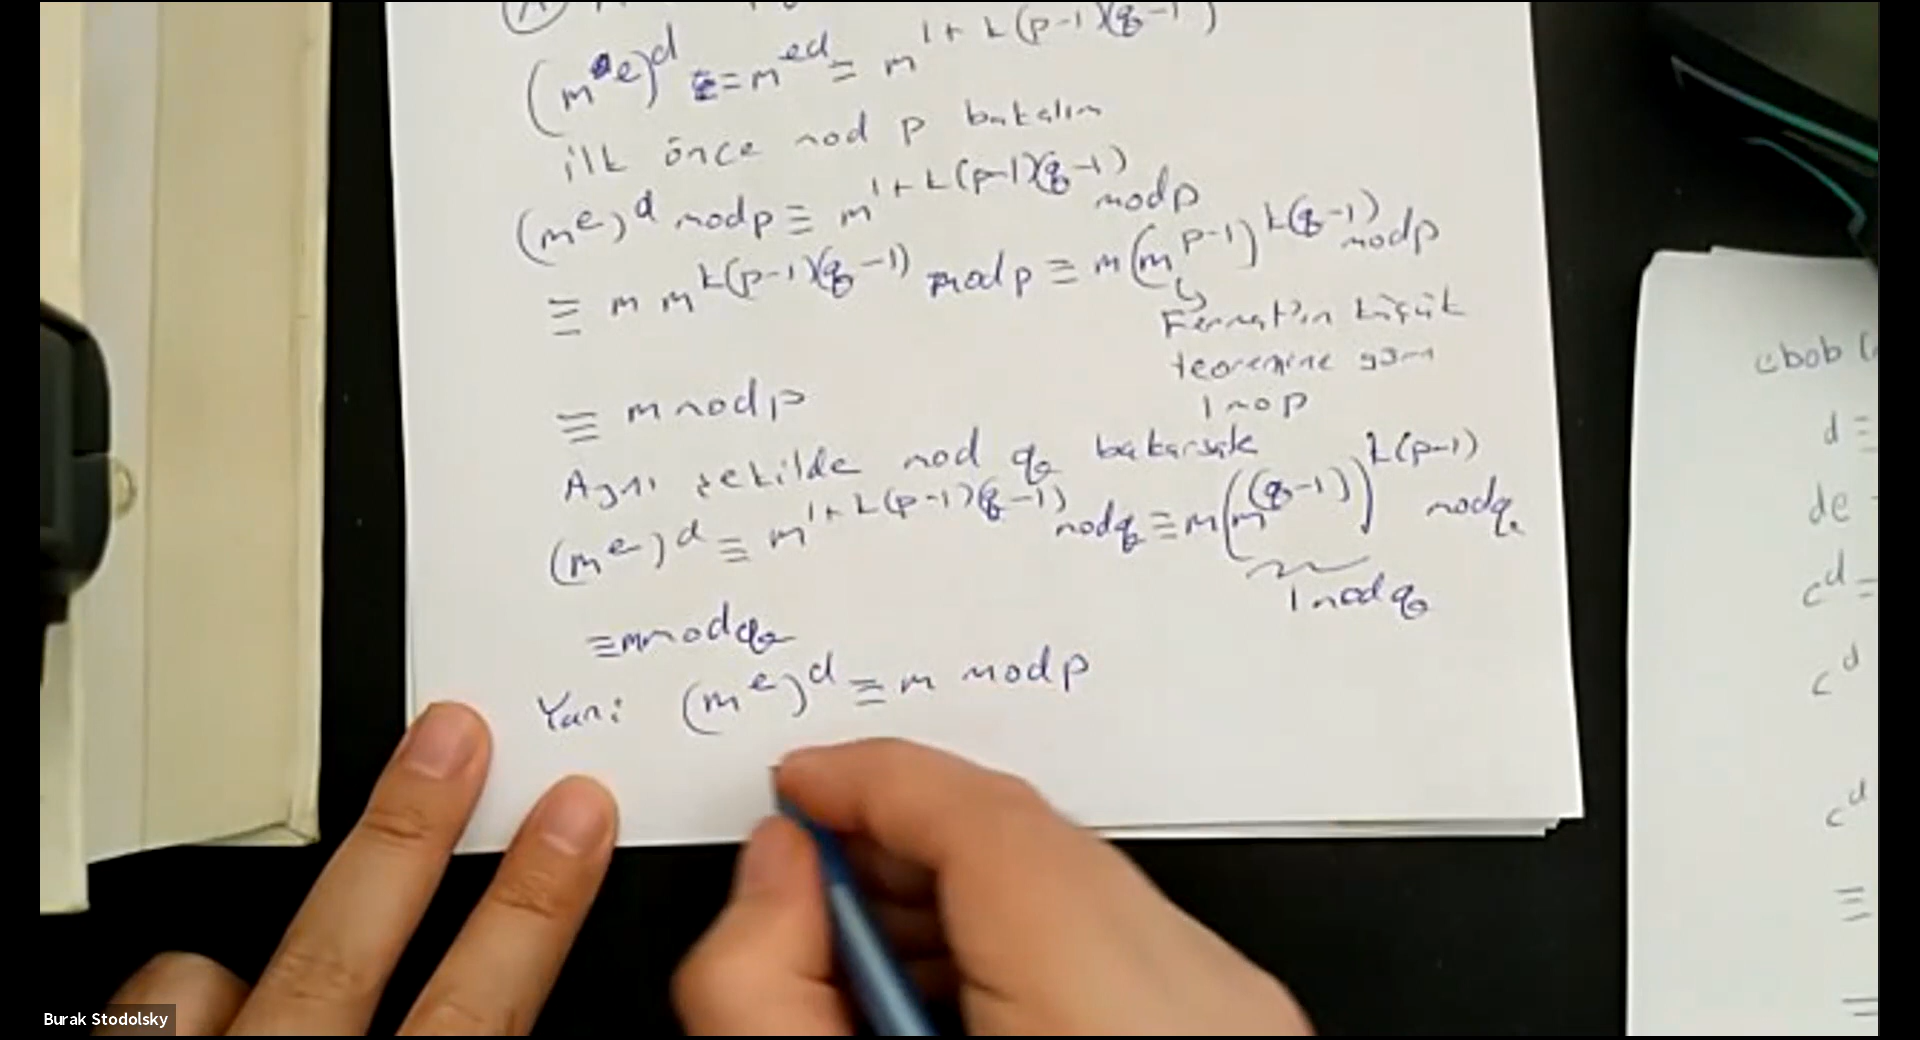 (m^e)^d = m^ed = m^1+k(p-1)(q-1)
ilk önce mod p bakalım
(m^e)^d mod p ≡ m^1+k(p-1)(q-1) mod p
≡ m m^k(p-1)(q-1) mod p ≡ m(m^p-1)^k(q-1) mod p
Fermat'ın küçük
teoremine göre
1 mo p
≡ m mod p
Aynı şekilde mod q bakarsak
(m^e)^d ≡ m^1+k(p-1)(q-1) mod q ≡ m(m^(q-1))^k(p-1) mod q
1 mod q
≡ m mod q
Yani: (m^e)^d ≡ m mod p
ebob (
d =
de
c^d =
c^d
c^d
≡
Burak Stodolsky